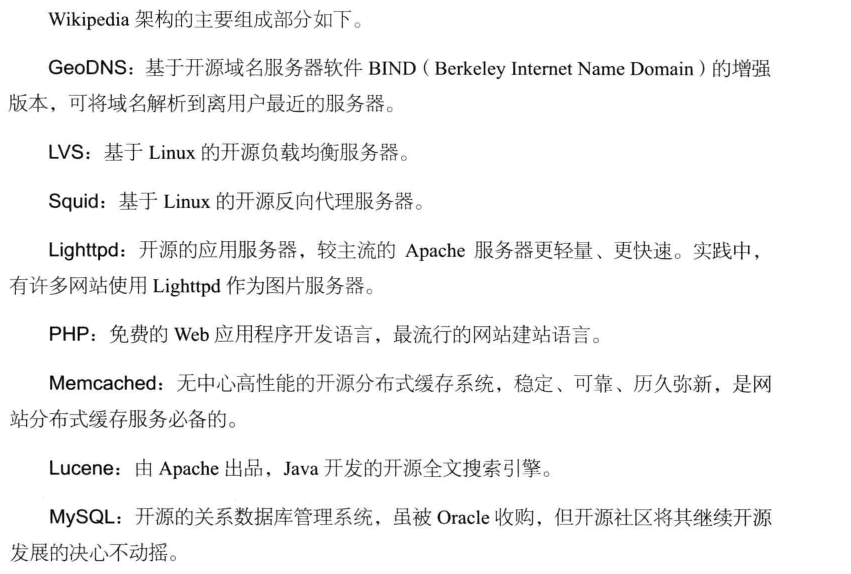 Wikipedia 架构的主要组成部分如下。
GeoDNS：基于开源域名服务器软件 BIND（Berkeley Internet Name Domain）的增强
版本，可将域名解析到离用户最近的服务器。
LVS：基于 Linux 的开源负载均衡服务器。
Squid：基于 Linux 的开源反向代理服务器。
Lighttpd：开源的应用服务器，较主流的 Apache 服务器更轻量、更快速。实践中，
有许多网站使用 Lighttpd 作为图片服务器。
PHP：免费的 Web 应用程序开发语言，最流行的网站建站语言。
Memcached：无中心高性能的开源分布式缓存系统，稳定、可靠、历久弥新，是网
站分布式缓存服务必备的。
Lucene：由 Apache 出品，Java 开发的开源全文搜索引擎。
MySQL：开源的关系数据库管理系统，虽被 Oracle 收购，但开源社区将其继续开源
发展的决心不动摇。